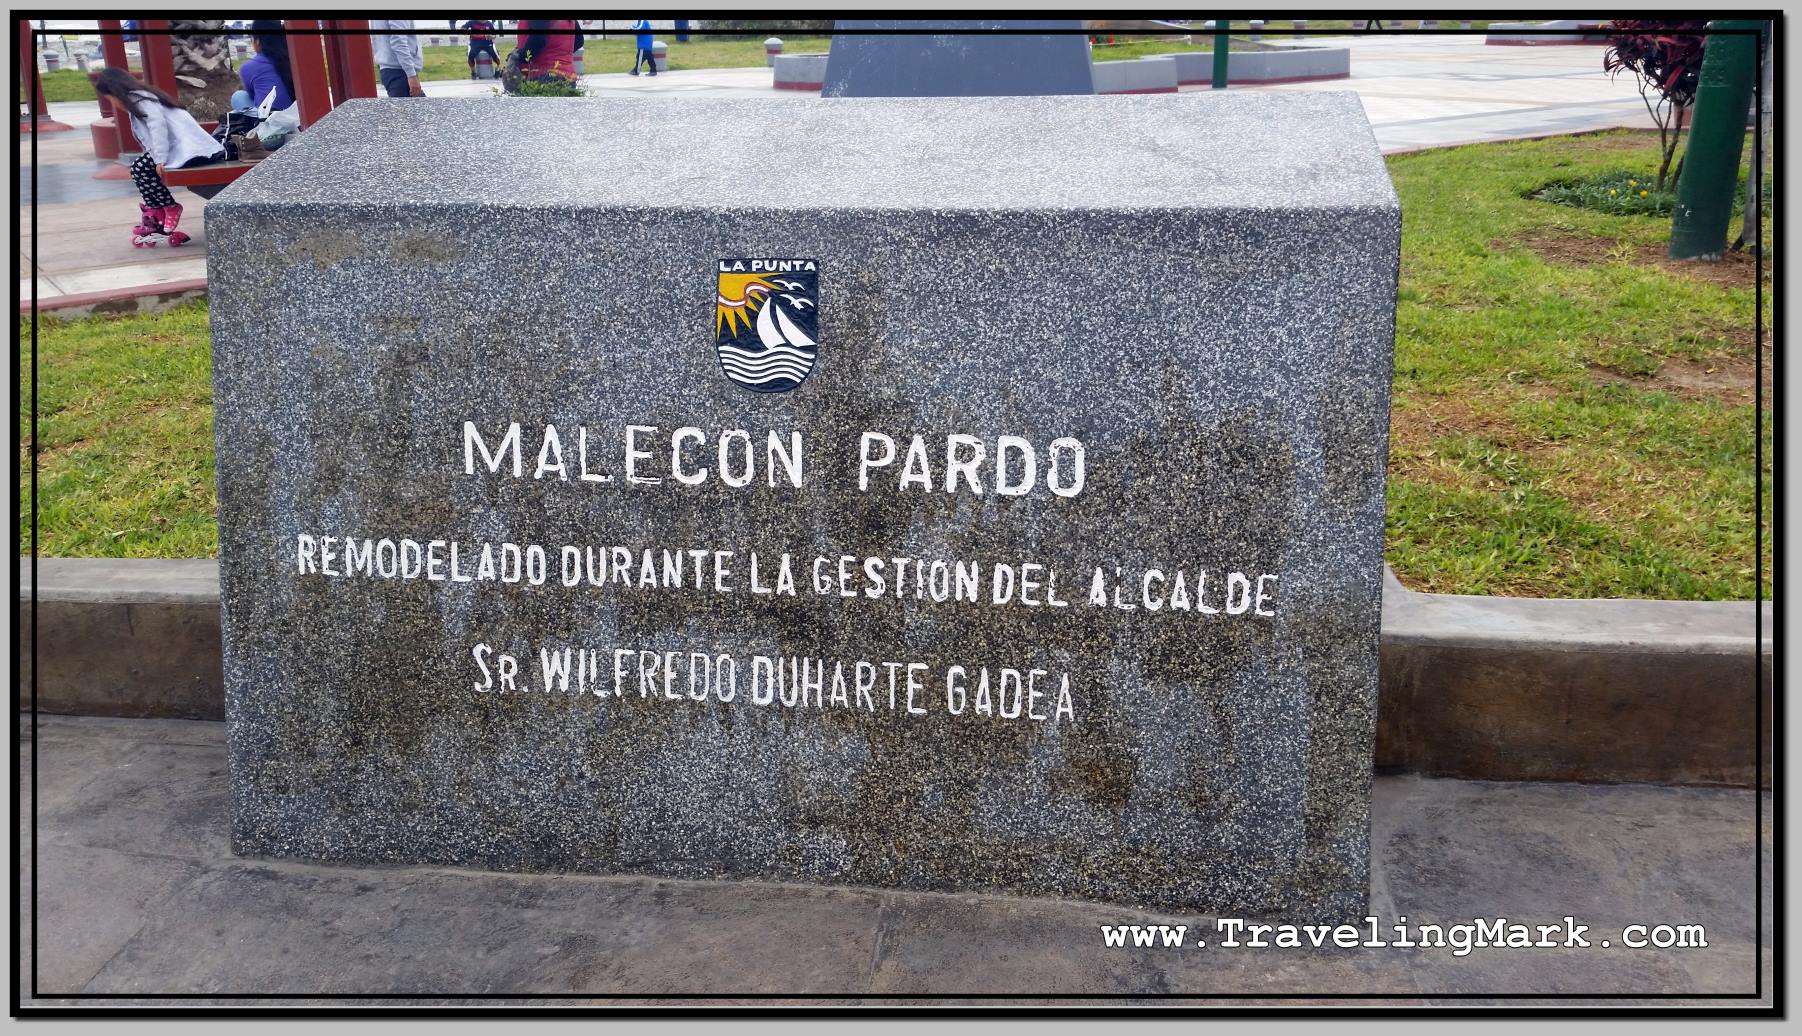 LA PUNTA
MALECON PARDO
REMODELADO DURANTE LA GESTION DEL ALCALDE
SR. WILFREDO DUHARTE GADEA
www.TravelingMark.com